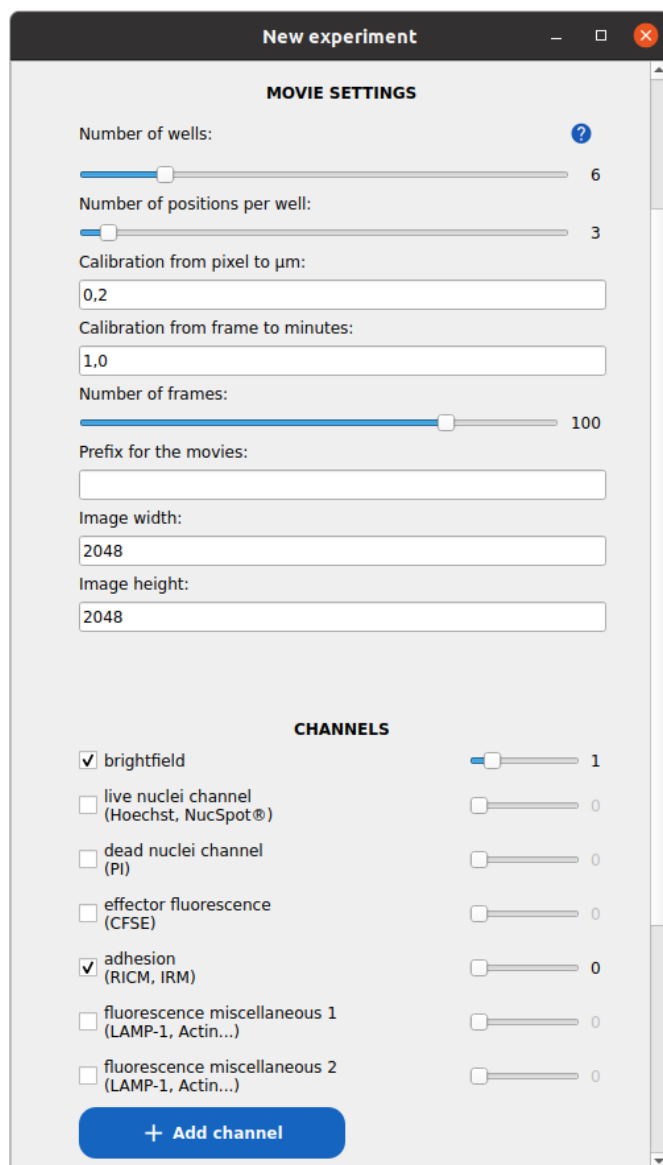 New experiment
MOVIE SETTINGS
Number of wells:
?
6
Number of positions per well:
3
Calibration from pixel to μm:
0,2
Calibration from frame to minutes:
1,0
Number of frames:
100
Prefix for the movies:
Image width:
2048
Image height:
2048
CHANNELS
brightfield
1
live nuclei channel
(Hoechst, NucSpot®)
0
dead nuclei channel
(PI)
0
effector fluorescence
(CFSE)
0
adhesion
(RICM, IRM)
0
fluorescence miscellaneous 1
(LAMP-1, Actin...)
0
fluorescence miscellaneous 2
(LAMP-1, Actin...)
0
+ Add channel